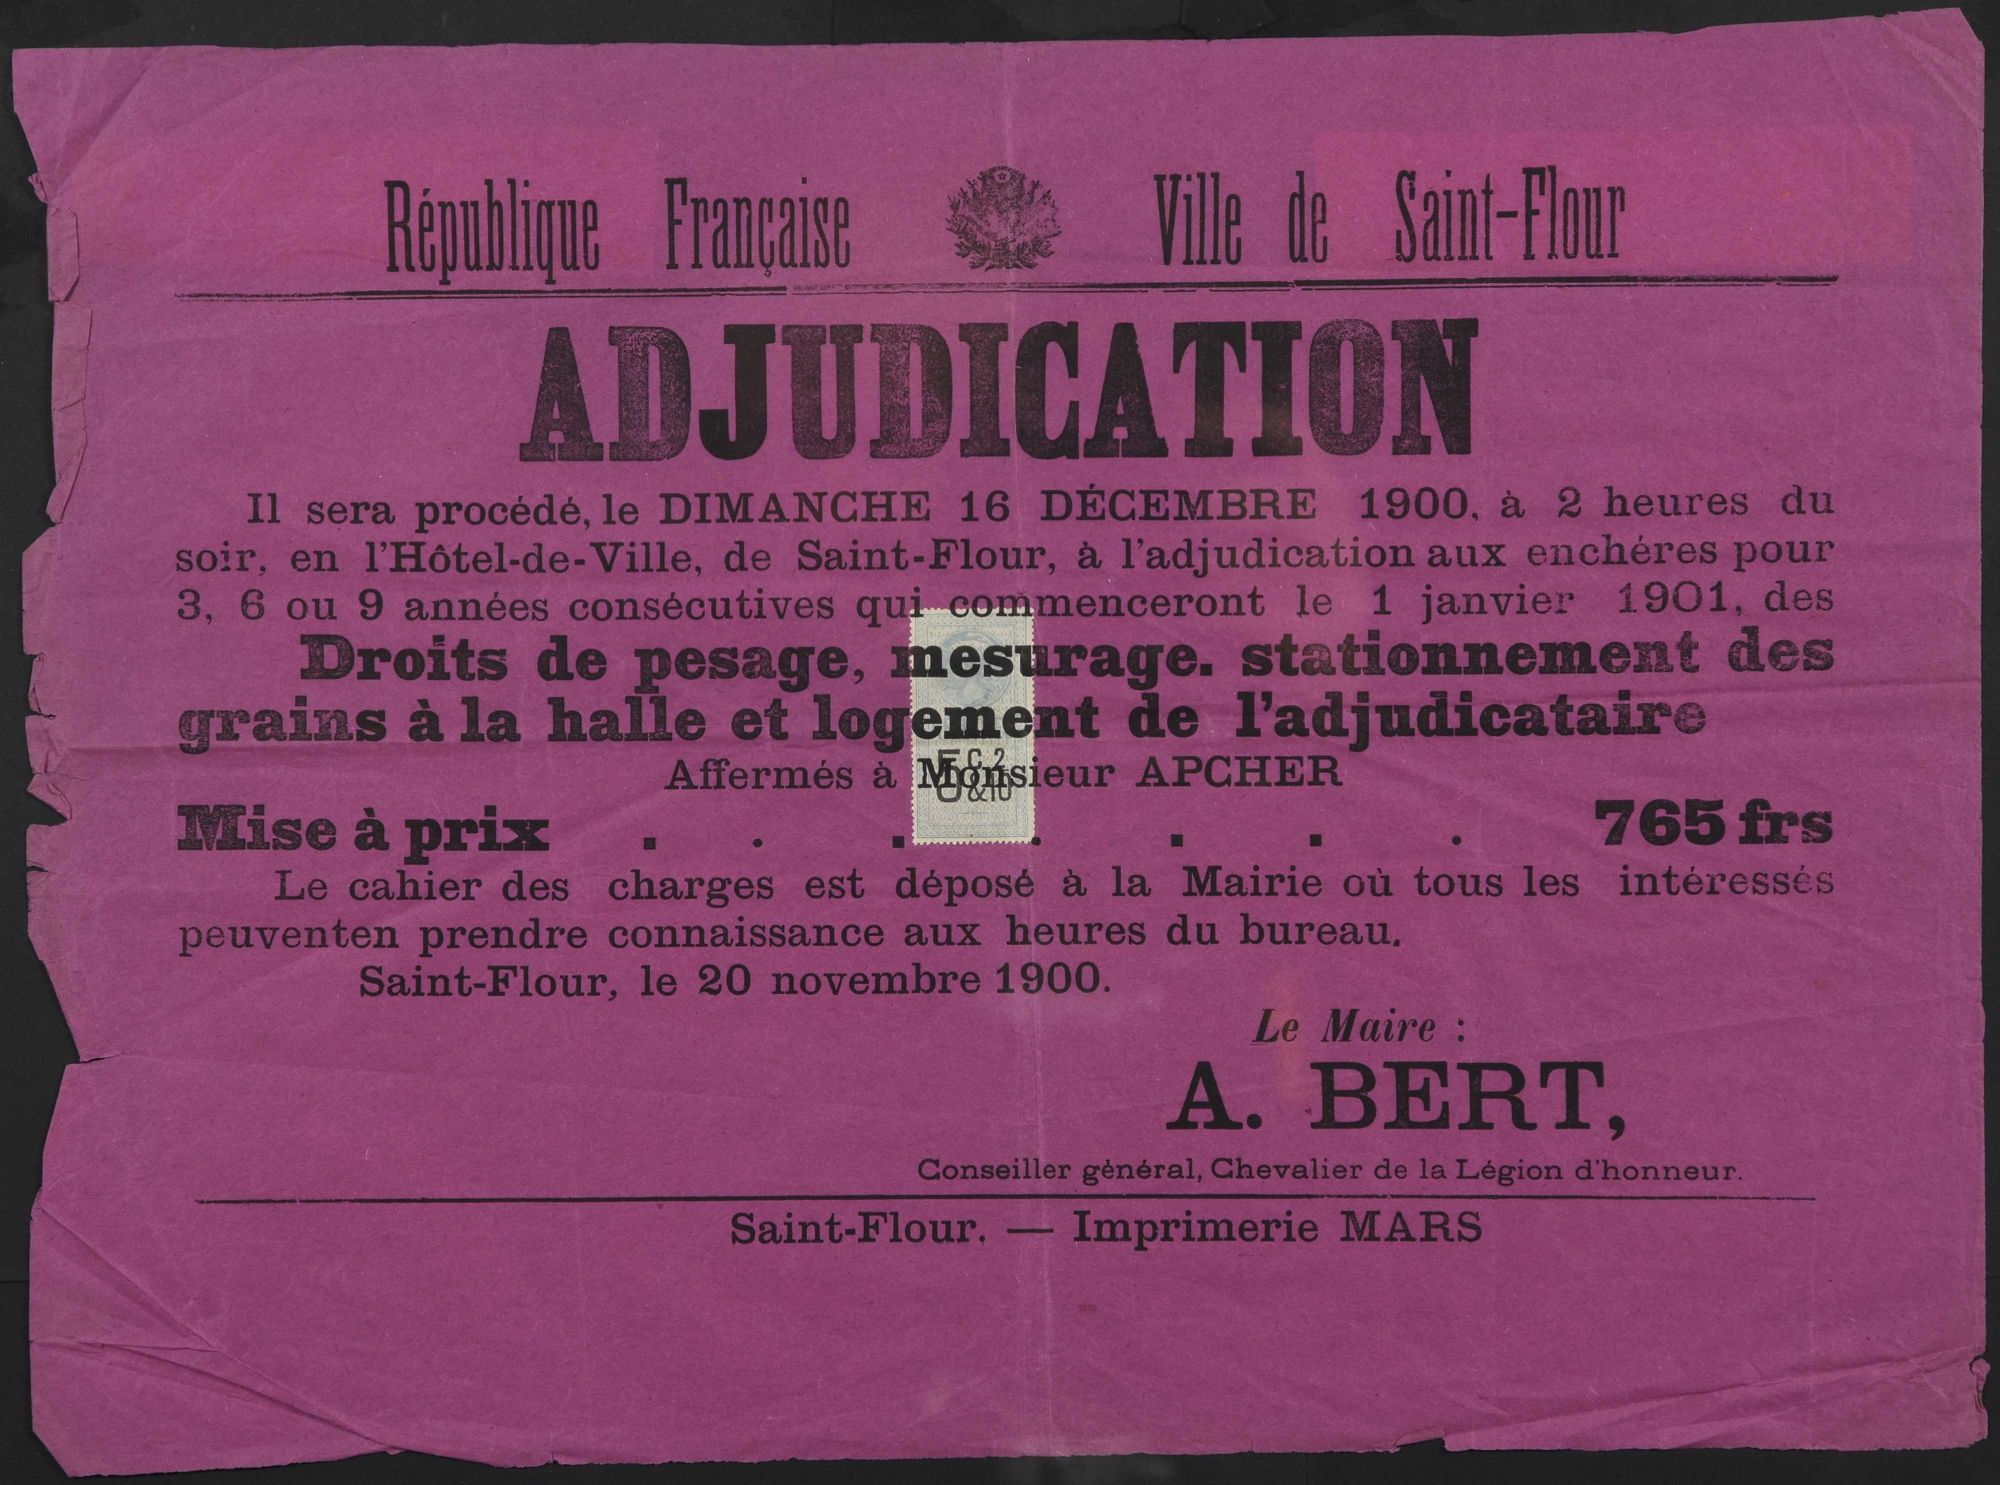 République Française Ville de Saint-Flour
ADJUDICATION
Il sera procédé, le DIMANCHE 16 DÉCEMBRE 1900, à 2 heures du
soir, en l'Hôtel-de-Ville, de Saint-Flour, à l'adjudication aux enchéres pour
3, 6 ou 9 années consécutives qui commenceront le 1 janvier 1901, des
Droits de pesage, mesurage. stationnement des
grains à la halle et logement de l'adjudicataire
Affermés à Monsieur APCHER
5 C. 2
&10
Mise à prix . . . . . . . 765 frs
Le cahier des charges est déposé à la Mairie où tous les intéressés
peuventen prendre connaissance aux heures du bureau.
Saint-Flour, le 20 novembre 1900.
Le Maire :
A. BERT,
Conseiller général, Chevalier de la Légion d'honneur.
Saint-Flour. — Imprimerie MARS